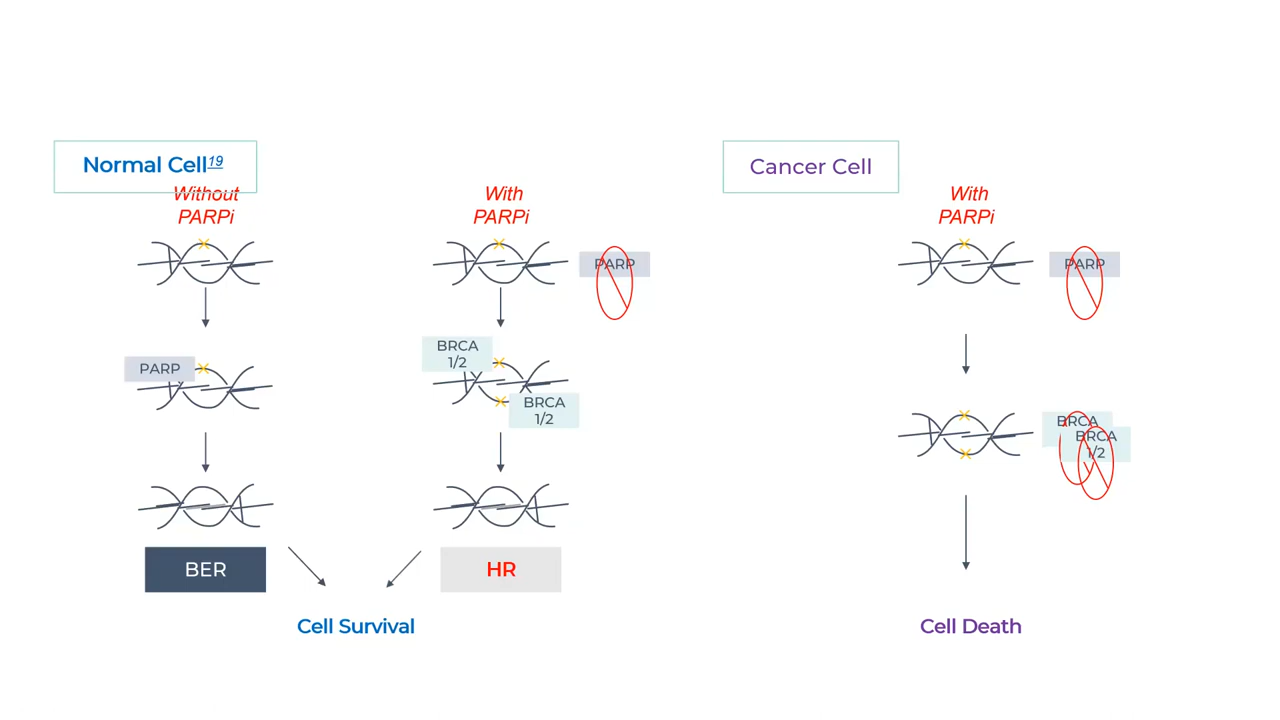 Normal Cell19
Without
PARPi
With
PARPi
PARP
PARP
BRCA
1/2
BRCA
1/2
BER
HR
Cell Survival
Cancer Cell
With
PARPi
PARP
BRCA
BRCA
1/2
Cell Death